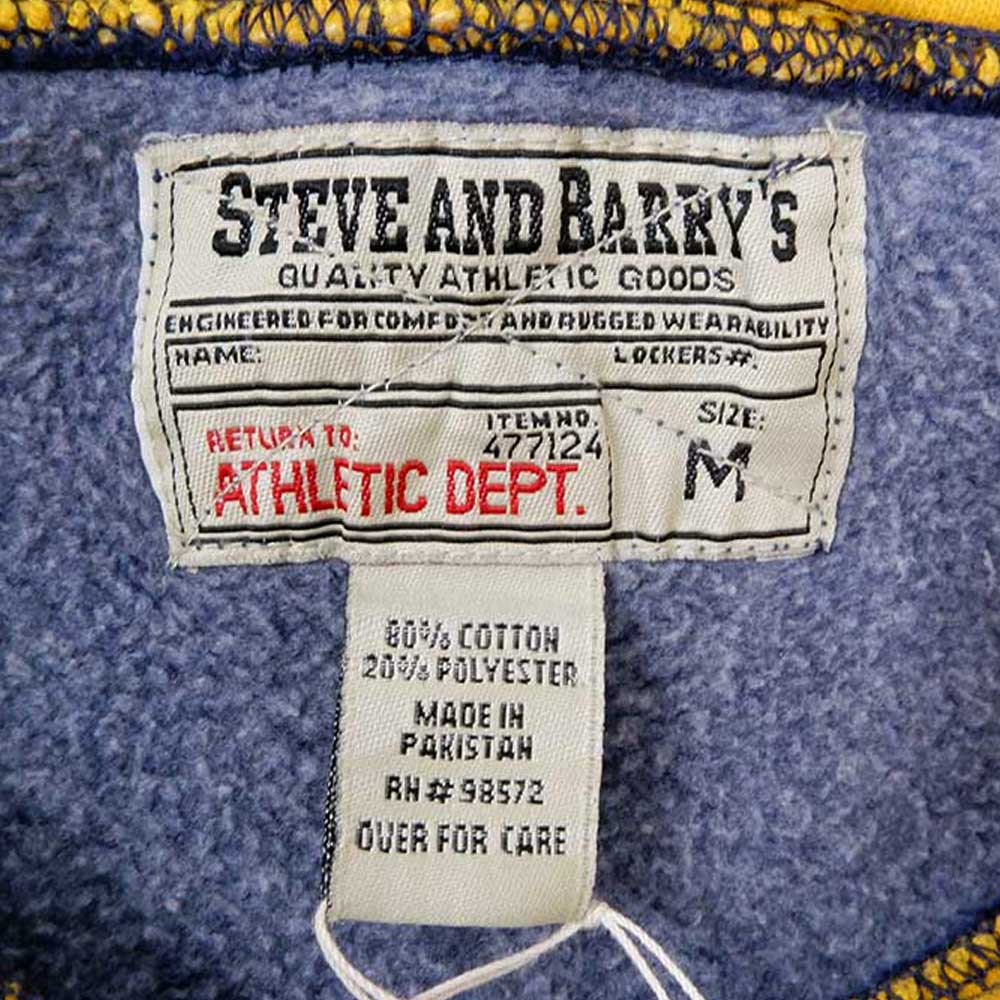 STEVE AND BARRY'S
QUALITY ATHLETIC GOODS
ENGINEERED FOR COMFORT AND RUGGED WEARABILITY
NAME: LOCKERS#:
RETURN TO: ITEM NO. SIZE:
477124
ATHLETIC DEPT. M
80% COTTON
20% POLYESTER
MADE IN
PAKISTAN
RN# 98572
OVER FOR CARE